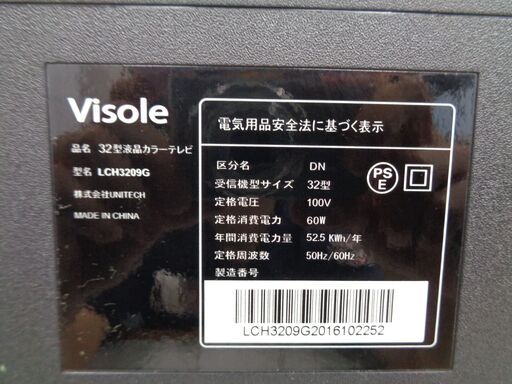 Visole
品名 32型液晶カラーテレビ
型名 LCH3209G
株式会社UNITECH
MADE IN CHINA
電気用品安全法に基づく表示
区分名 DN
受信機型サイズ 32型
定格電圧 100V
定格消費電力 60W
年間消費電力量 52.5 KWh/年
定格周波数 50Hz/60Hz
製造番号
PS
E
LCH3209G2016102252